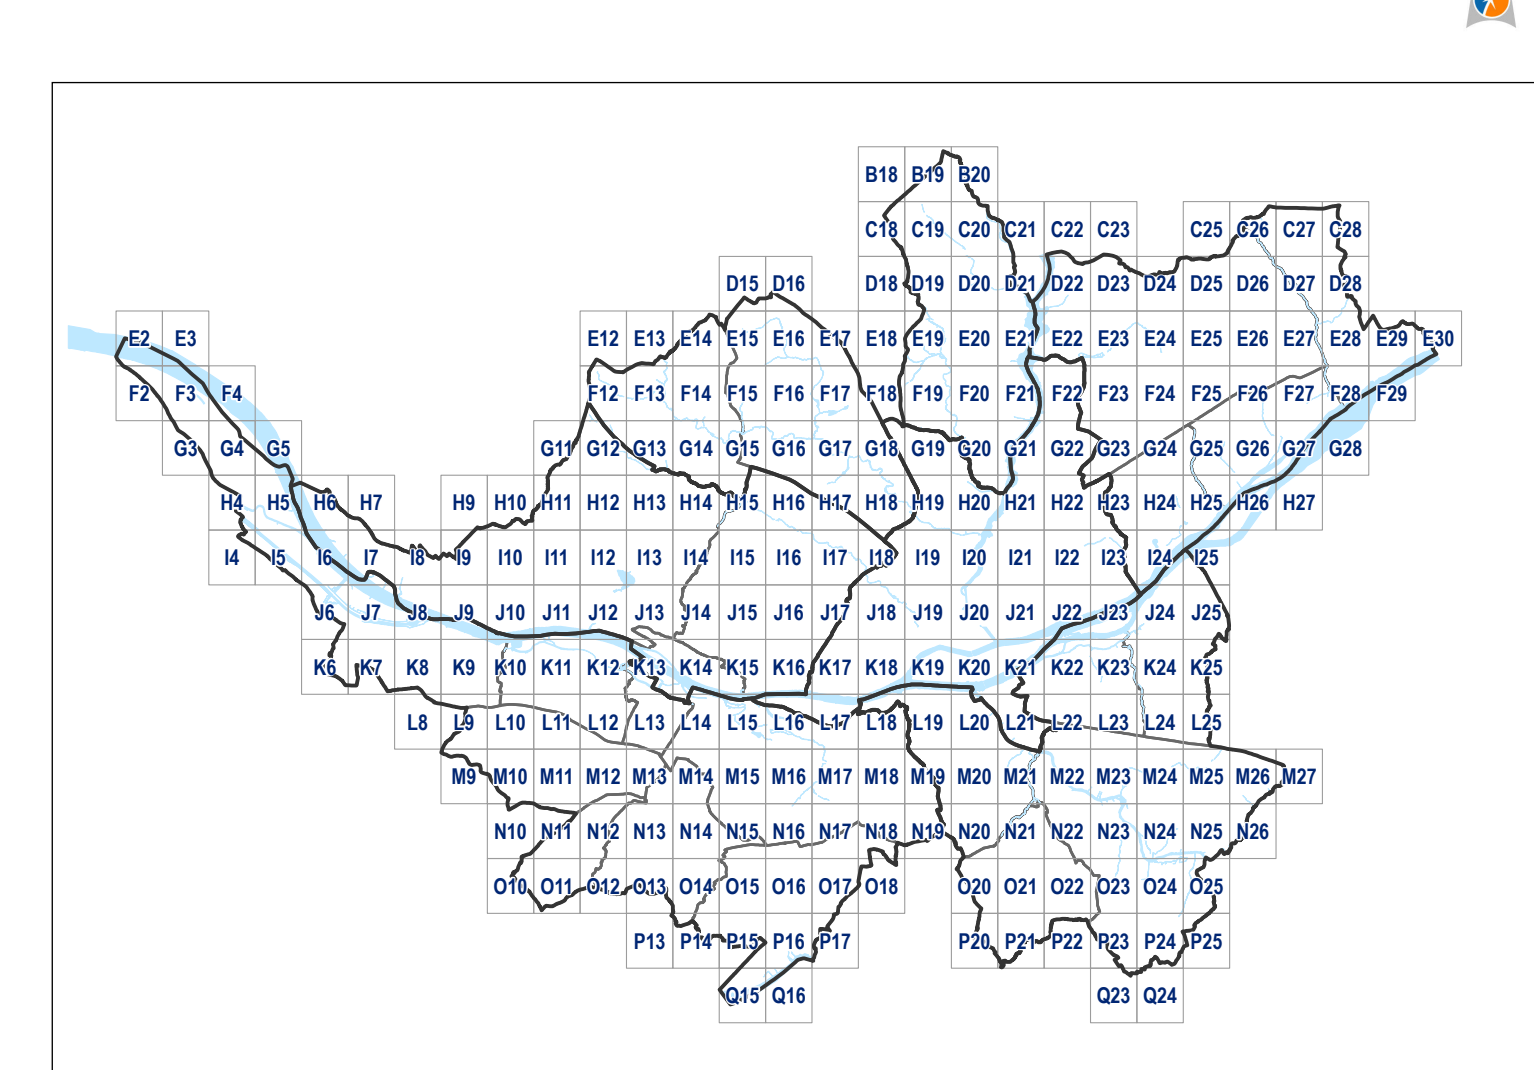 B18 B19 B20
C18 C19 C20 C21 C22 C23 C25 C26 C27 C28
D15 D16 D18 D19 D20 D21 D22 D23 D24 D25 D26 D27 D28
E2 E3 E12 E13 E14 E15 E16 E17 E18 E19 E20 E21 E22 E23 E24 E25 E26 E27 E28 E29 E30
F2 F3 F4 F12 F13 F14 F15 F16 F17 F18 F19 F20 F21 F22 F23 F24 F25 F26 F27 F28 F29
G3 G4 G5 G11 G12 G13 G14 G15 G16 G17 G18 G19 G20 G21 G22 G23 G24 G25 G26 G27 G28
H4 H5 H6 H7 H9 H10 H11 H12 H13 H14 H15 H16 H17 H18 H19 H20 H21 H22 H23 H24 H25 H26 H27
I4 I5 I6 I7 I8 I9 I10 I11 I12 I13 I14 I15 I16 I17 I18 I19 I20 I21 I22 I23 I24 I25
J6 J7 J8 J9 J10 J11 J12 J13 J14 J15 J16 J17 J18 J19 J20 J21 J22 J23 J24 J25
K6 K7 K8 K9 K10 K11 K12 K13 K14 K15 K16 K17 K18 K19 K20 K21 K22 K23 K24 K25
L8 L9 L10 L11 L12 L13 L14 L15 L16 L17 L18 L19 L20 L21 L22 L23 L24 L25
M9 M10 M11 M12 M13 M14 M15 M16 M17 M18 M19 M20 M21 M22 M23 M24 M25 M26 M27
N10 N11 N12 N13 N14 N15 N16 N17 N18 N19 N20 N21 N22 N23 N24 N25 N26
O10 O11 O12 O13 O14 O15 O16 O17 O18 O20 O21 O22 O23 O24 O25
P13 P14 P15 P16 P17 P20 P21 P22 P23 P24 P25
Q15 Q16 Q23 Q24